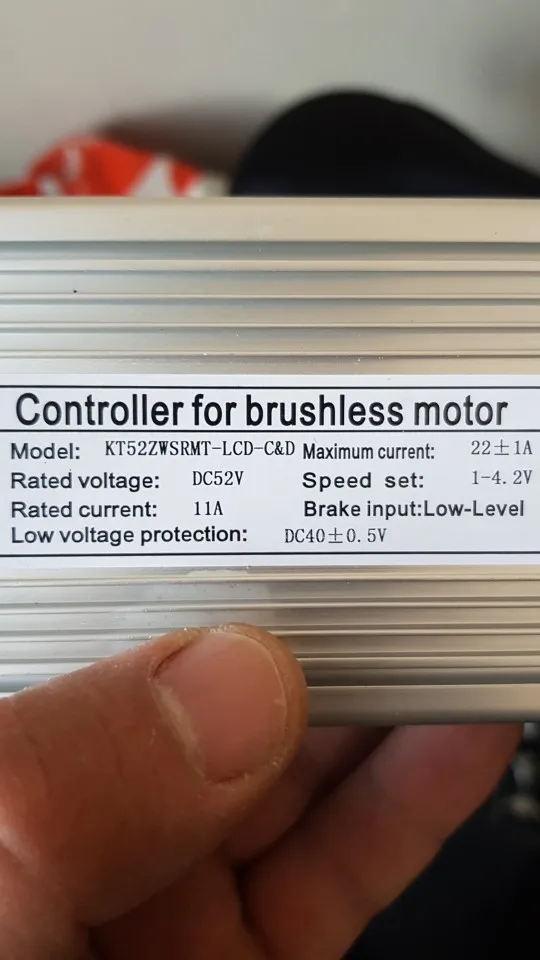 Controller for brushless motor
Model: KT52ZWSRMT-LCD-C&D Maximum current: 22±1A
Rated voltage: DC52V Speed set: 1-4.2V
Rated current: 11A Brake input:Low-Level
Low voltage protection: DC40±0.5V